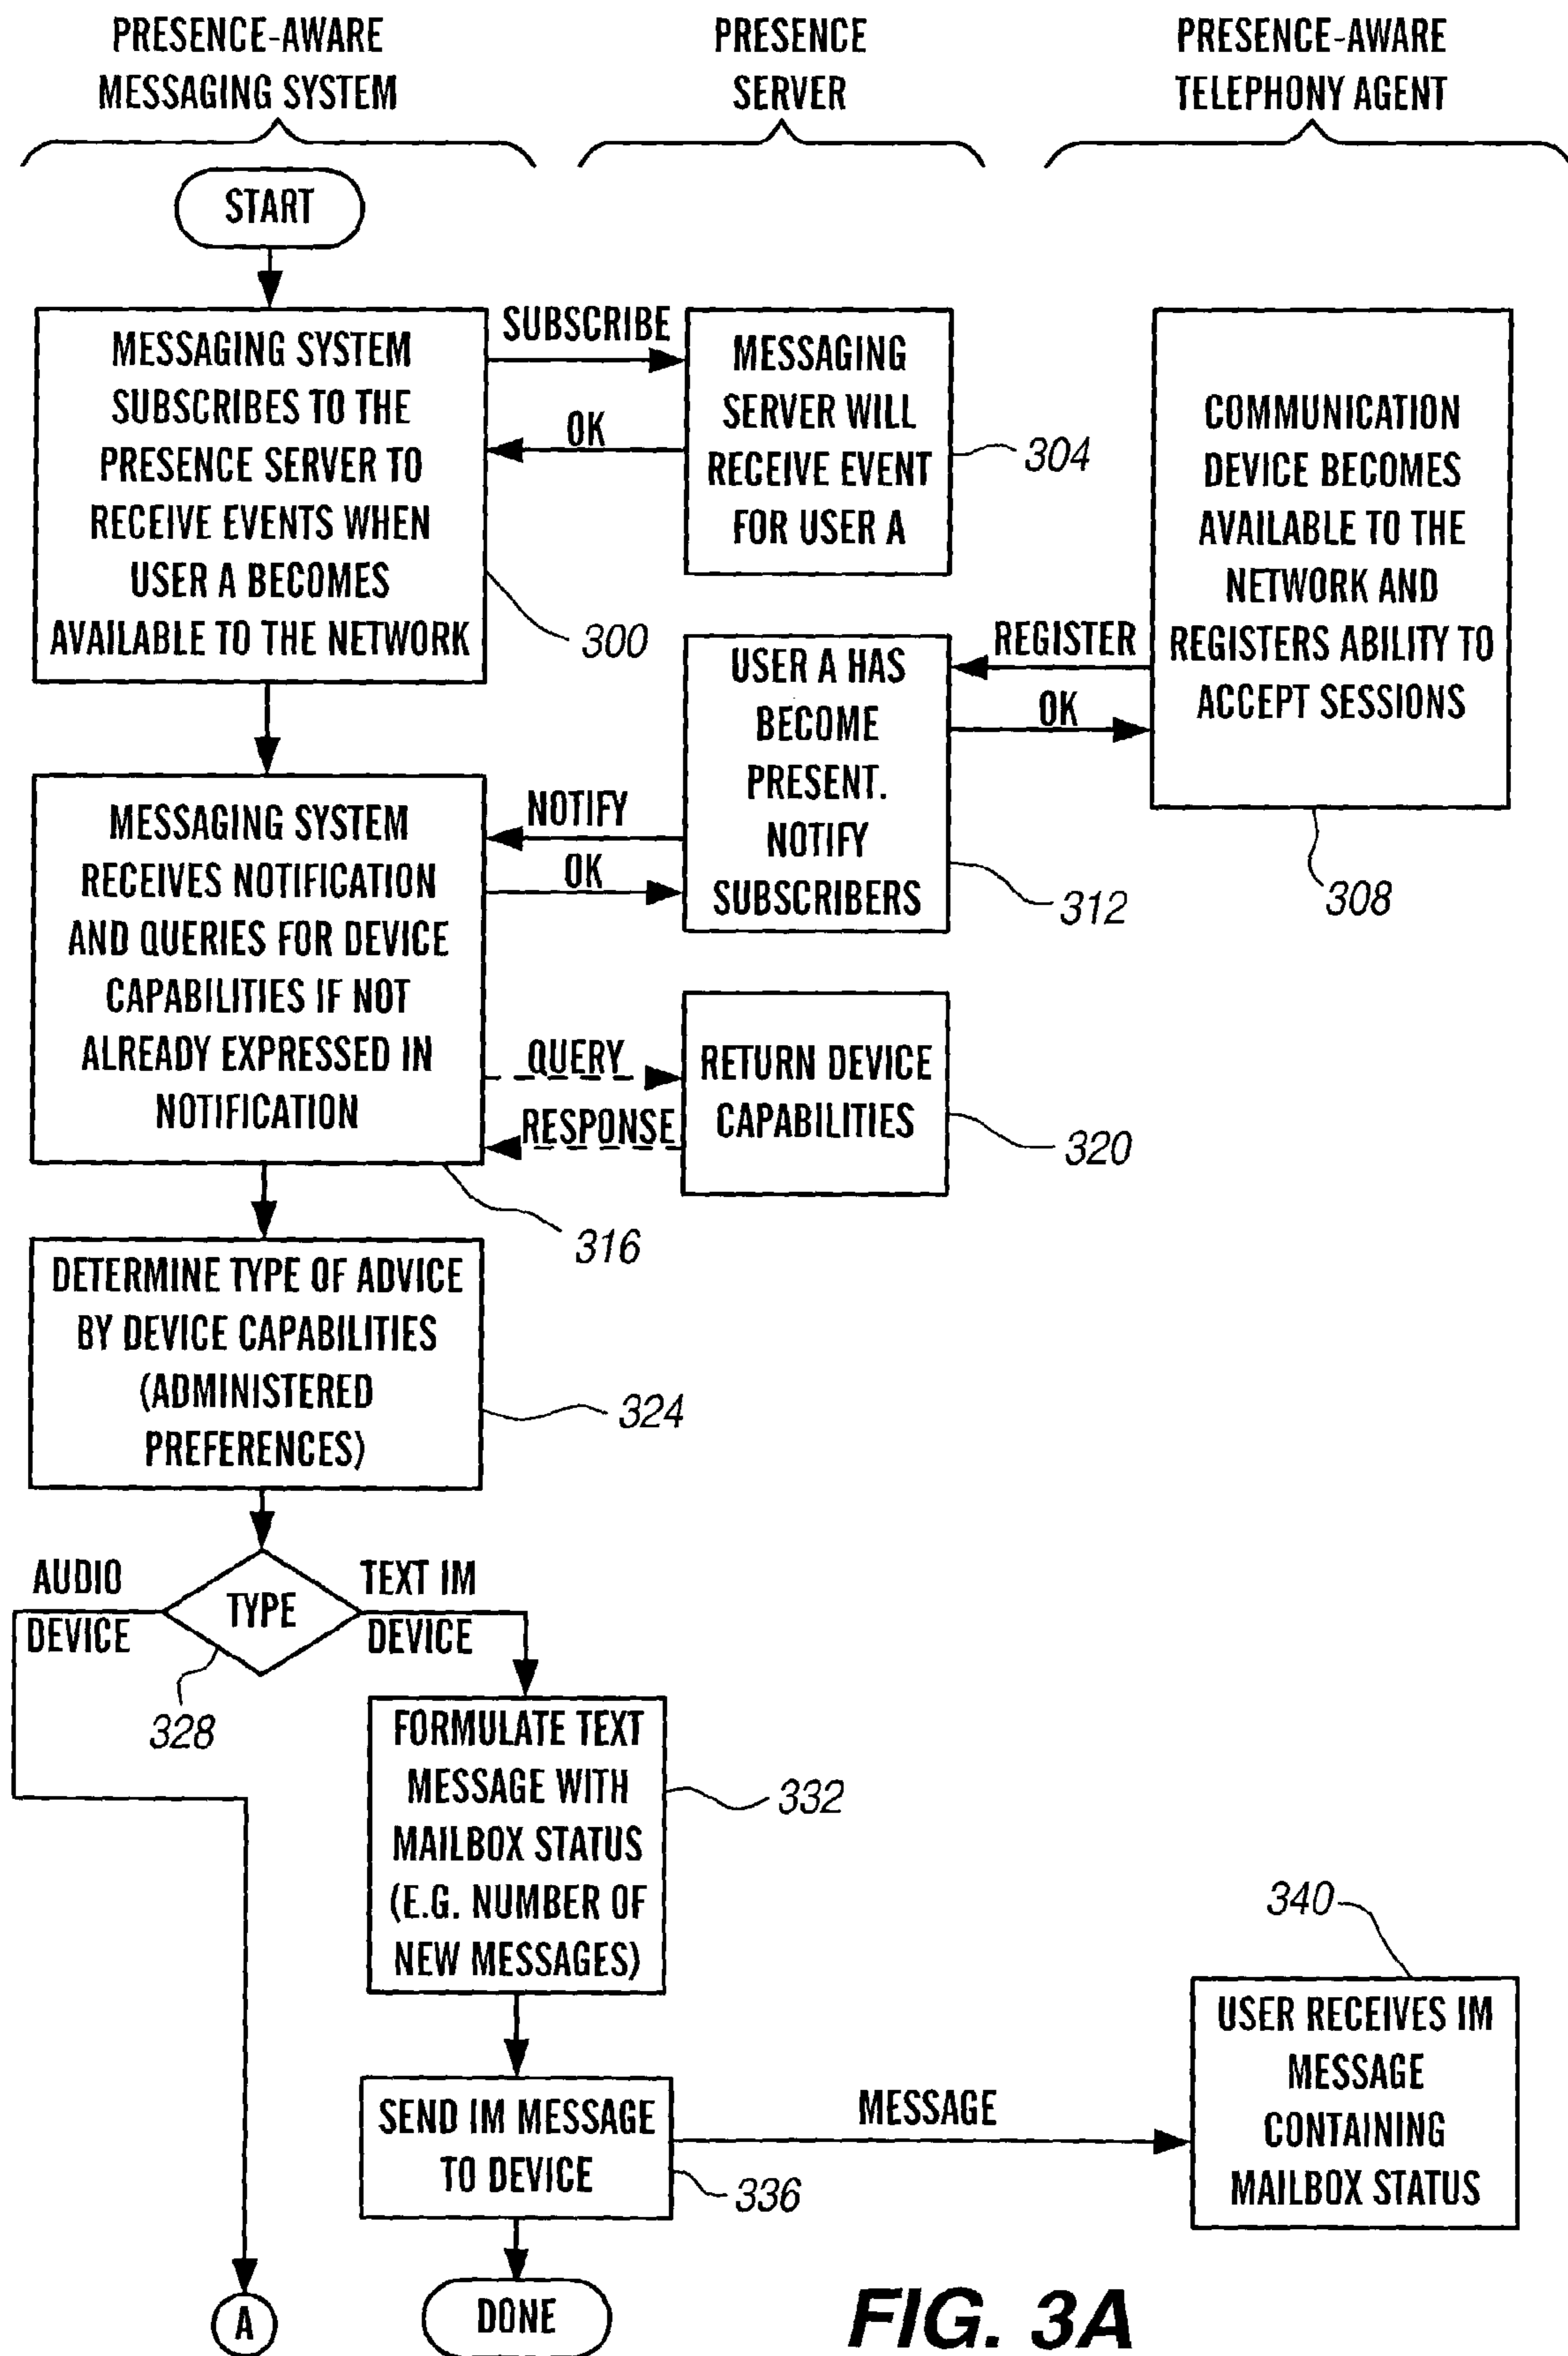 PRESENCE-AWARE
MESSAGING SYSTEM
PRESENCE
SERVER
PRESENCE-AWARE
TELEPHONY AGENT
START
MESSAGING SYSTEM
SUBSCRIBES TO THE
PRESENCE SERVER TO
RECEIVE EVENTS WHEN
USER A BECOMES
AVAILABLE TO THE NETWORK
300
SUBSCRIBE
OK
MESSAGING
SERVER WILL
RECEIVE EVENT
FOR USER A
304
COMMUNICATION
DEVICE BECOMES
AVAILABLE TO THE
NETWORK AND
REGISTERS ABILITY TO
ACCEPT SESSIONS
308
REGISTER
OK
USER A HAS
BECOME
PRESENT.
NOTIFY
SUBSCRIBERS
312
NOTIFY
OK
MESSAGING SYSTEM
RECEIVES NOTIFICATION
AND QUERIES FOR DEVICE
CAPABILITIES IF NOT
ALREADY EXPRESSED IN
NOTIFICATION
316
QUERY
RESPONSE
RETURN DEVICE
CAPABILITIES
320
DETERMINE TYPE OF ADVICE
BY DEVICE CAPABILITIES
(ADMINISTERED
PREFERENCES)
324
AUDIO
DEVICE
TYPE
328
TEXT IM
DEVICE
FORMULATE TEXT
MESSAGE WITH
MAILBOX STATUS
(E.G. NUMBER OF
NEW MESSAGES)
332
SEND IM MESSAGE
TO DEVICE
336
MESSAGE
340
USER RECEIVES IM
MESSAGE
CONTAINING
MAILBOX STATUS
A
DONE
FIG. 3A